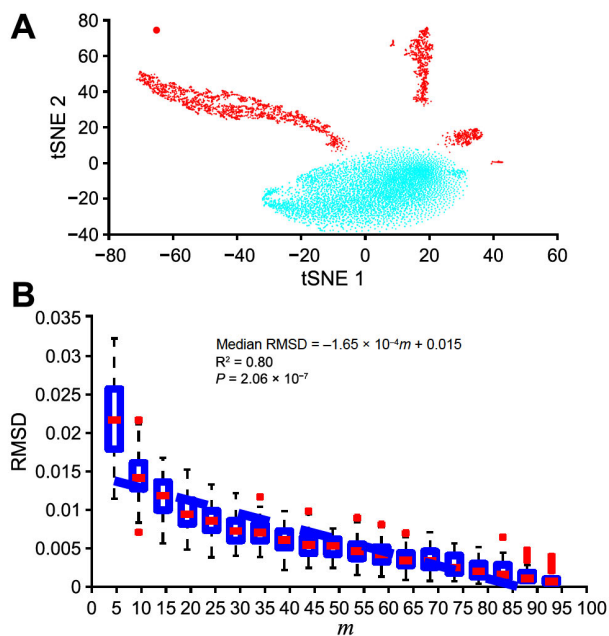 A
80
60
40
20
0
−20
−40
tSNE 2
−80 −60 −40 −20 0 20 40 60
tSNE 1
B
0.035
0.03
0.025
0.02
0.015
0.01
0.005
0
RMSD
Median RMSD = −1.65 × 10⁻⁴m + 0.015
R² = 0.80
P = 2.06 × 10⁻⁷
0 5 10 15 20 25 30 35 40 45 50 55 60 65 70 75 80 85 90 95 100
m